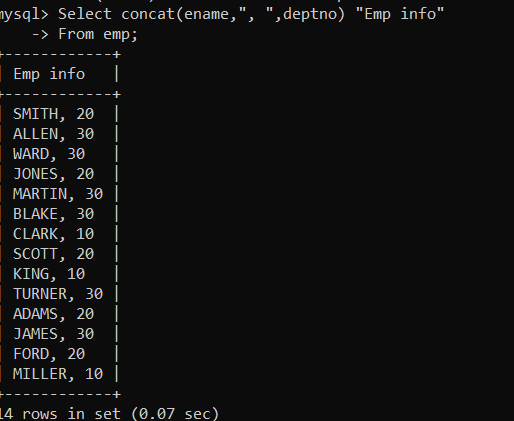 mysql> Select concat(ename,", ",deptno) "Emp info"
    -> From emp;
+------------+
| Emp info   |
+------------+
| SMITH, 20  |
| ALLEN, 30  |
| WARD, 30   |
| JONES, 20  |
| MARTIN, 30 |
| BLAKE, 30  |
| CLARK, 10  |
| SCOTT, 20  |
| KING, 10   |
| TURNER, 30 |
| ADAMS, 20  |
| JAMES, 30  |
| FORD, 20   |
| MILLER, 10 |
+------------+
14 rows in set (0.07 sec)